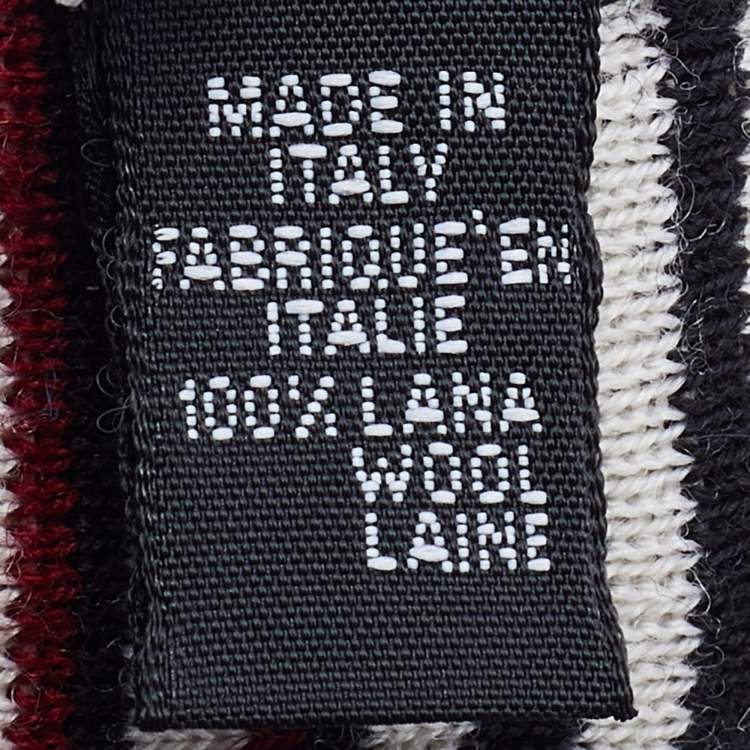 MADE IN
ITALY
FABRIQUE' EN
ITALIE
100% LANA
WOOL
LAINE